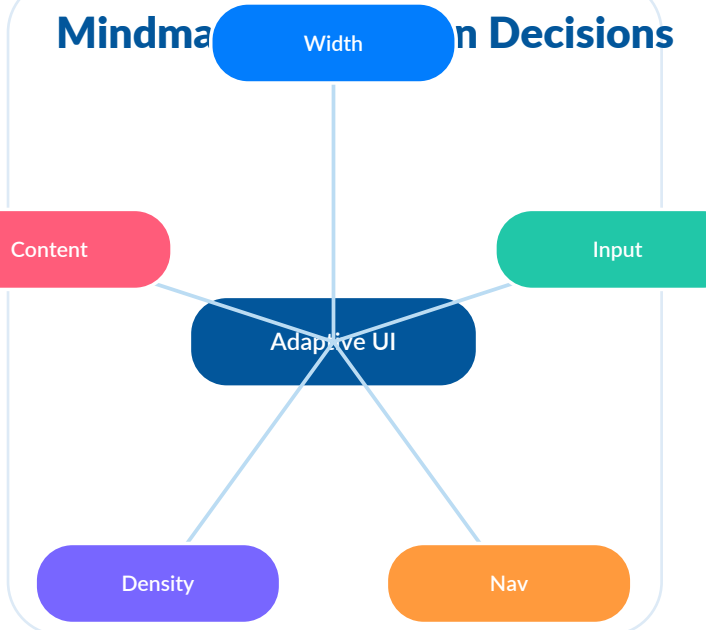 Mindma n Decisions
Width
Content
Input
Adaptive UI
Density
Nav